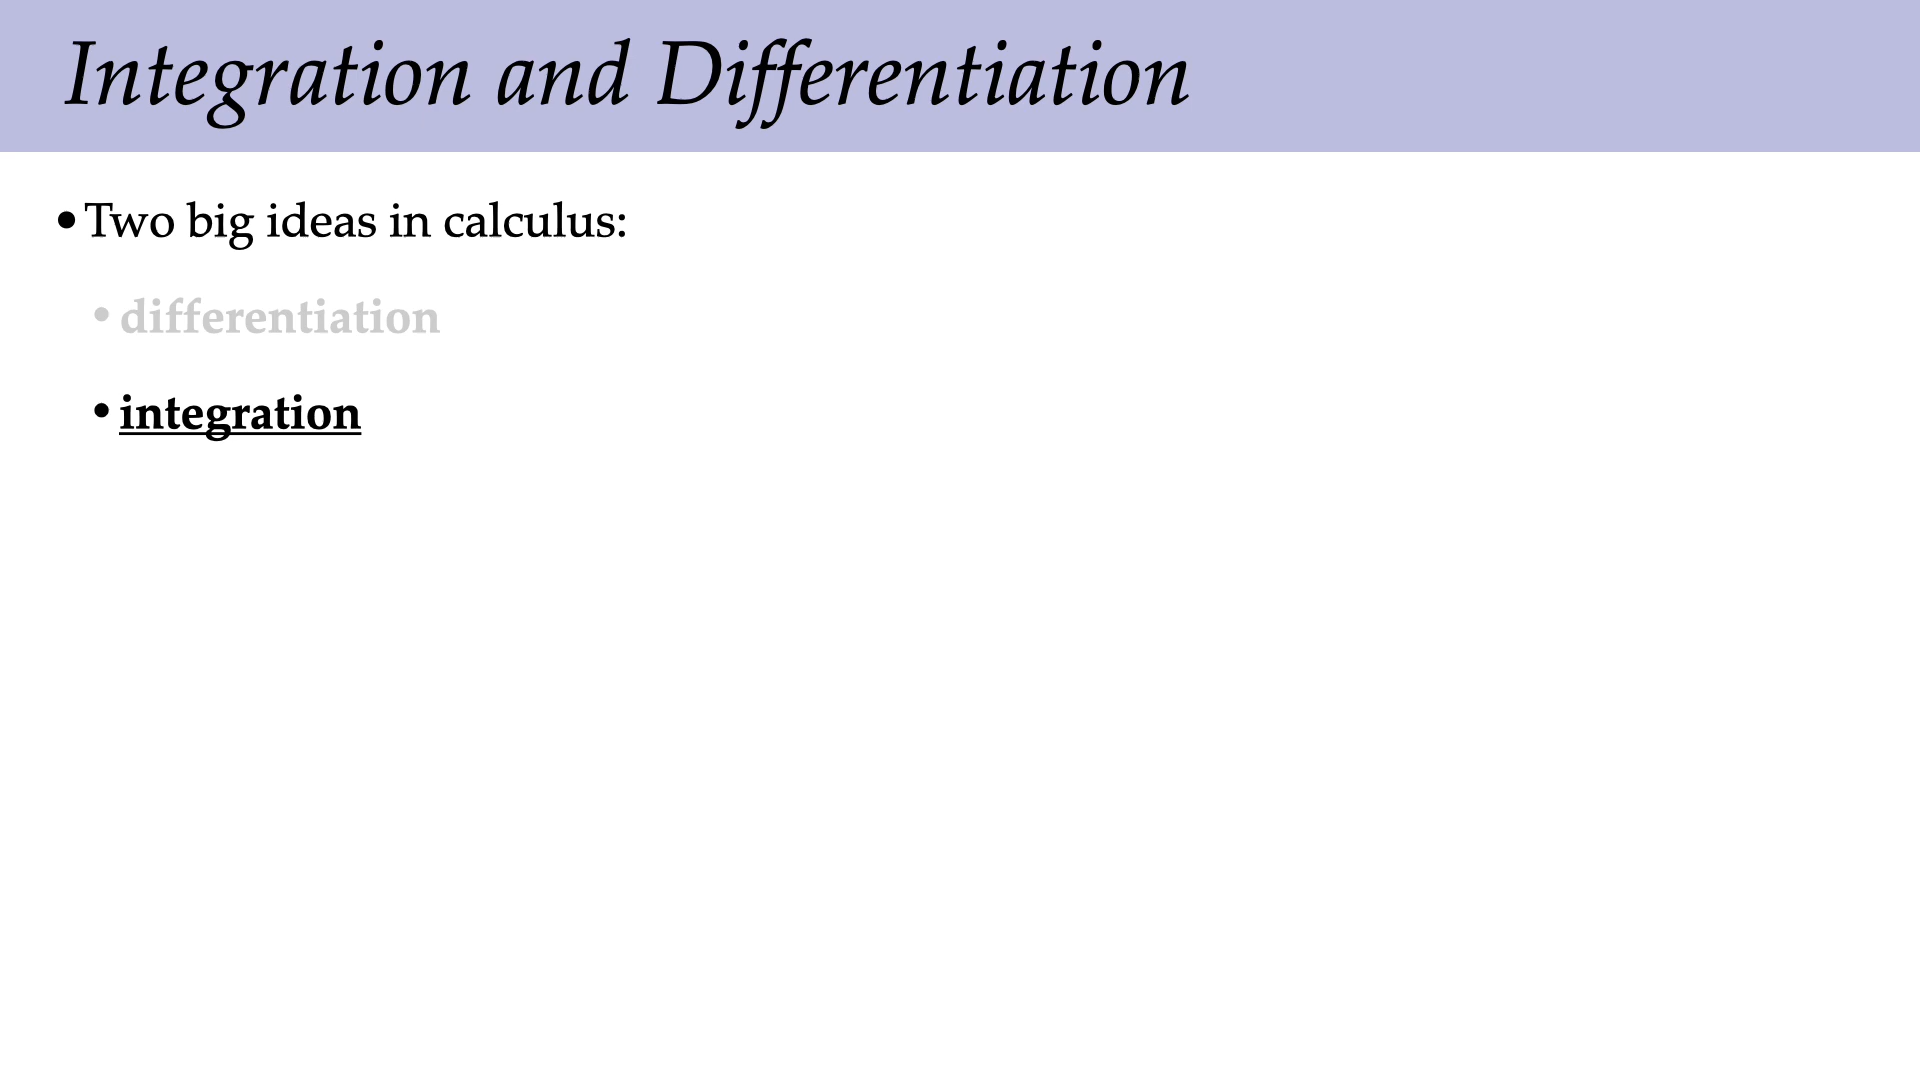 Integration and Differentiation
•Two big ideas in calculus:
•differentiation
•integration